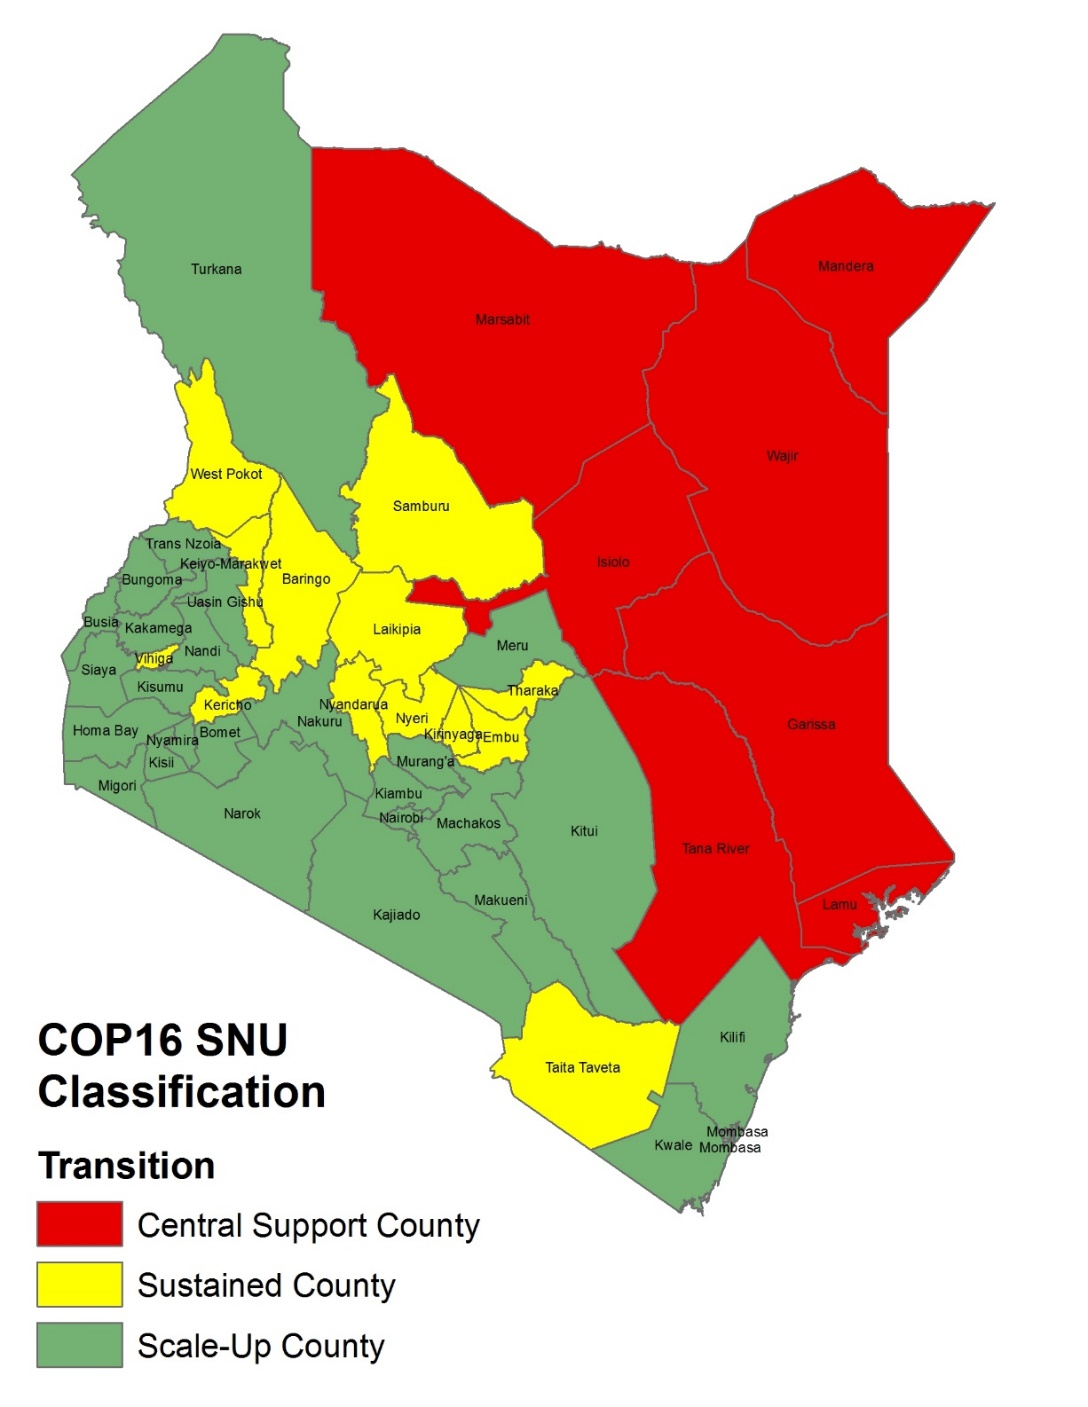 Turkana
Mandera
Marsabit
Wajir
West Pokot
Samburu
Trans Nzoia
Keiyo-Marakwet
Isiolo
Bungoma
Baringo
Uasin Gishu
Busia
Kakamega
Laikipia
Nandi
Meru
Vihiga
Siaya
Kisumu
Tharaka
Kericho
Nyandarua
Nyeri
Nakuru
Garissa
Homa Bay
Nyamira
Bomet
Kirinyaga
Embu
Kisii
Murang'a
Migori
Kiambu
Narok
Nairobi
Machakos
Kitui
Tana River
Makueni
Lamu
Kajiado
Kilifi
Taita Taveta
Mombasa
Kwale
Mombasa
COP16 SNU
Classification
Transition
Central Support County
Sustained County
Scale-Up County